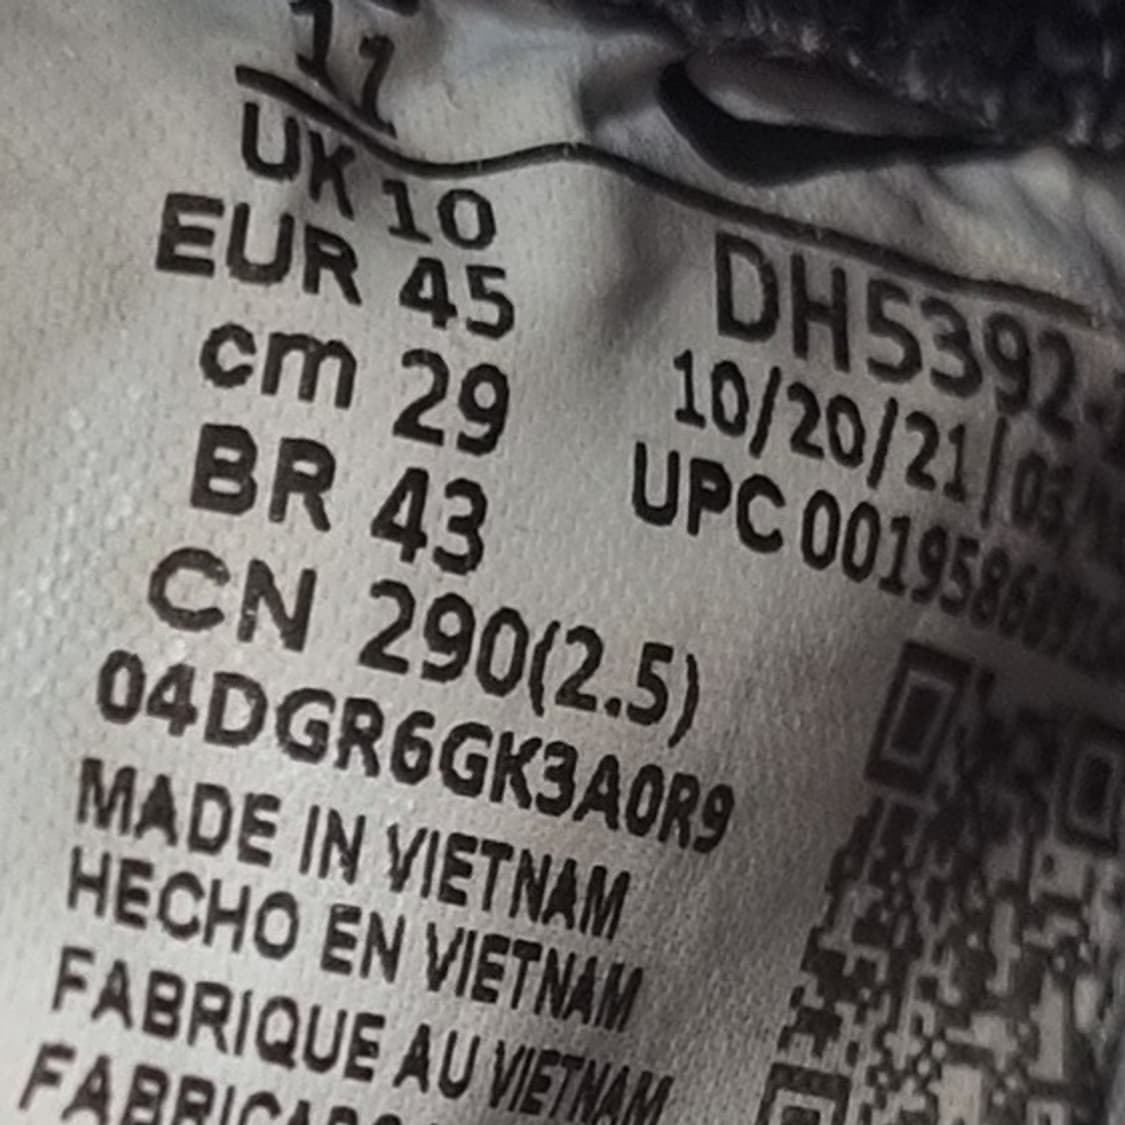 11
UK 10
EUR 45
cm 29
BR 43
CN 290(2.5)
04DGR6GK3A0R9
MADE IN VIETNAM
HECHO EN VIETNAM
FABRIQUE AU VIETNAM
DH5392
10/20/21
UPC